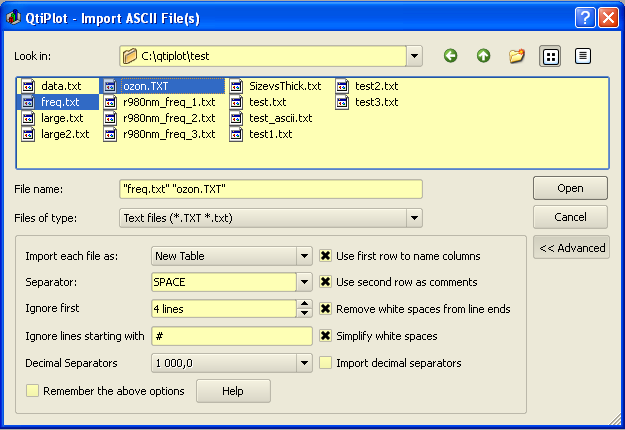 QtiPlot - Import ASCII File(s)
Look in: C:\qtiplot\test
data.txt ozon.TXT SizevsThick.txt test2.txt
freq.txt r980nm_freq_1.txt test.txt test3.txt
large.txt r980nm_freq_2.txt test_ascii.txt
large2.txt r980nm_freq_3.txt test1.txt
File name: "freq.txt" "ozon.TXT" Open
Files of type: Text files (*.TXT *.txt) Cancel
<< Advanced
Import each file as: New Table Use first row to name columns
Separator: SPACE Use second row as comments
Ignore first 4 lines Remove white spaces from line ends
Ignore lines starting with # Simplify white spaces
Decimal Separators 1 000,0 Import decimal separators
Remember the above options Help